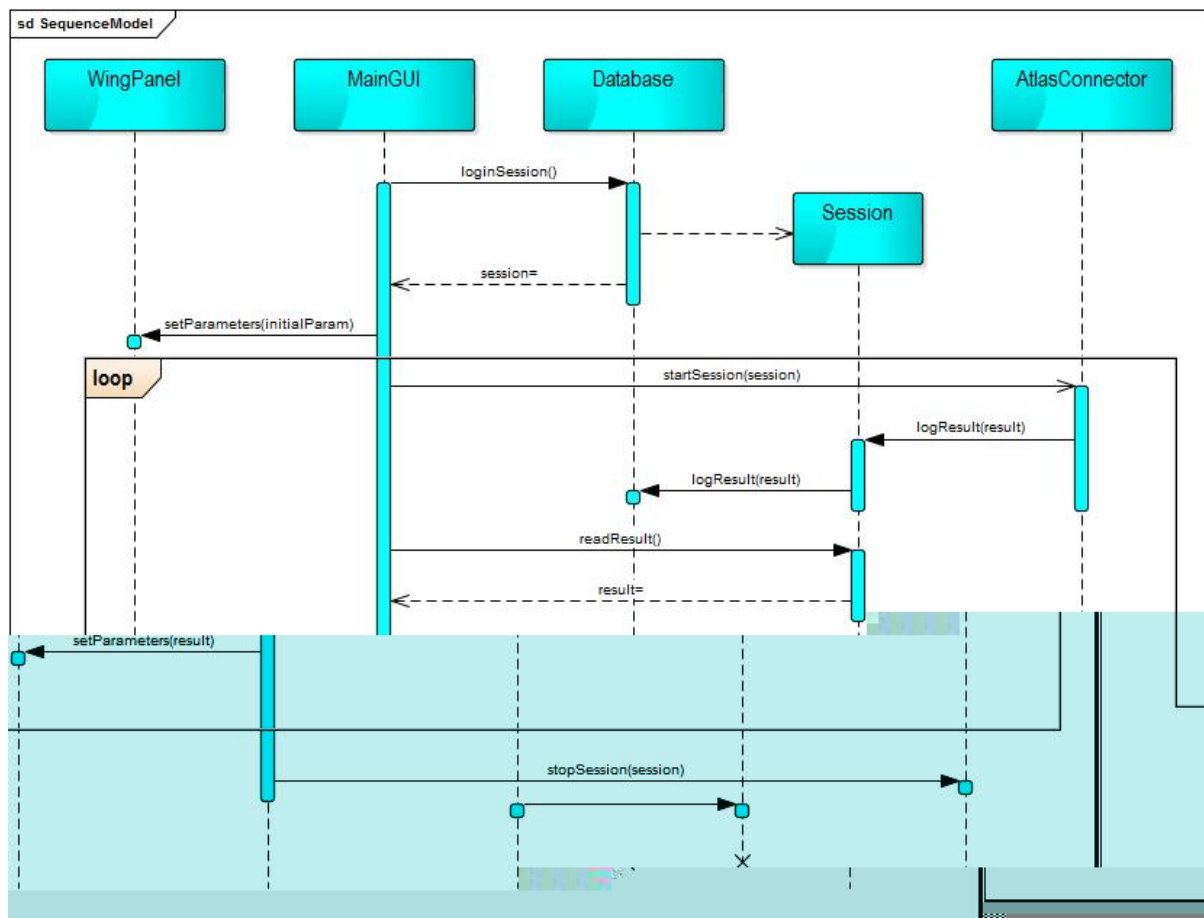 sd SequenceModel
WingPanel
MainGUI
Database
AtlasConnector
loginSession()
Session
session=
setParameters(initialParam)
loop
startSession(session)
logResult(result)
logResult(result)
readResult()
result=
setParameters(result)
stopSession(session)